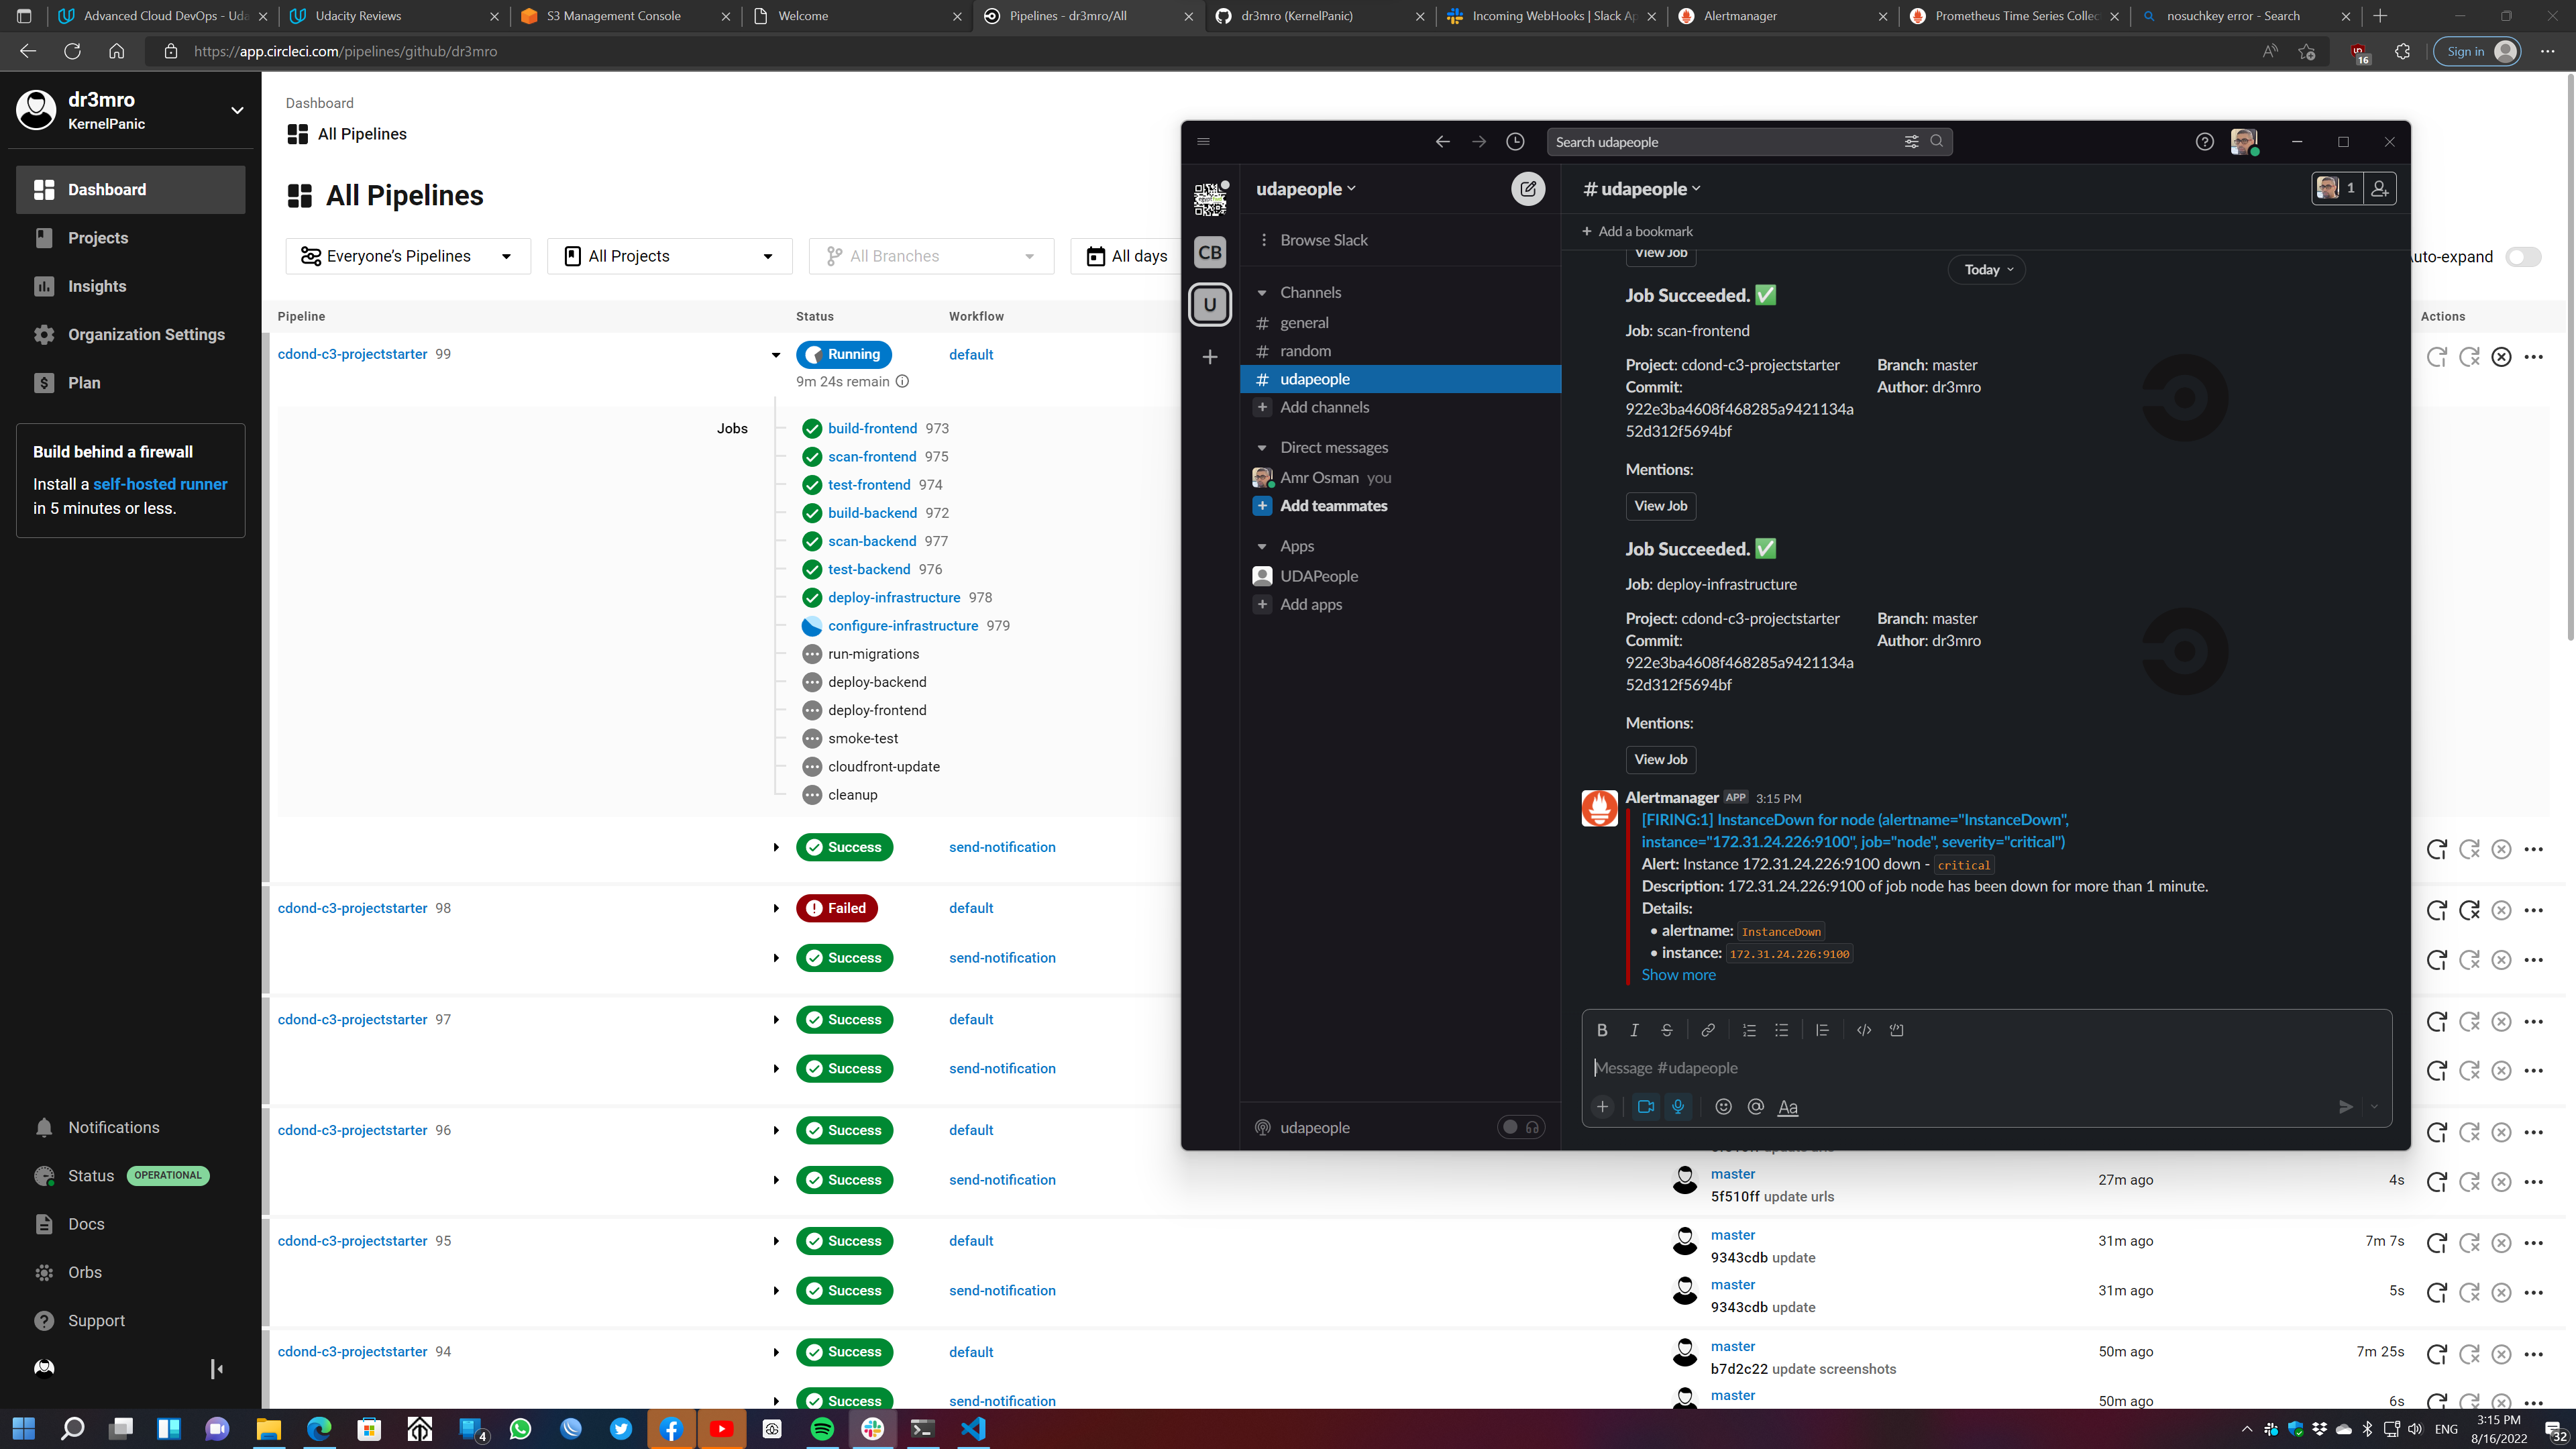 Advanced Cloud DevOps - Uda
Udacity Reviews
S3 Management Console
Welcome
Pipelines - dr3mro/All
dr3mro (KernelPanic)
Incoming WebHooks | Slack Ap
Alertmanager
Prometheus Time Series Collec
nosuchkey error - Search
https://app.circleci.com/pipelines/github/dr3mro
16
Sign in
dr3mro
KernelPanic
Dashboard
Projects
Insights
Organization Settings
Plan
Build behind a firewall
Install a self-hosted runner
in 5 minutes or less.
Notifications
Status OPERATIONAL
Docs
Orbs
Support
Dashboard
All Pipelines
All Pipelines
Everyone's Pipelines
All Projects
All Branches
All days
uto-expand
Pipeline
Status
Workflow
Actions
cdond-c3-projectstarter 99
Running
default
9m 24s remain
Jobs
build-frontend 973
scan-frontend 975
test-frontend 974
build-backend 972
scan-backend 977
test-backend 976
deploy-infrastructure 978
configure-infrastructure 979
run-migrations
deploy-backend
deploy-frontend
smoke-test
cloudfront-update
cleanup
Success send-notification
cdond-c3-projectstarter 98 Failed default
Success send-notification
cdond-c3-projectstarter 97 Success default
Success send-notification
cdond-c3-projectstarter 96 Success default
Success send-notification
master
27m ago
4s
5f510ff update urls
cdond-c3-projectstarter 95 Success default
master
31m ago
7m 7s
9343cdb update
Success send-notification
master
31m ago
5s
9343cdb update
cdond-c3-projectstarter 94 Success default
master
50m ago
7m 25s
b7d2c22 update screenshots
Success send-notification
master
50m ago
6s
Search udapeople
CB
U
udapeople
Browse Slack
Channels
# general
# random
# udapeople
Add channels
Direct messages
Amr Osman you
Add teammates
Apps
UDAPeople
Add apps
udapeople
# udapeople
1
Add a bookmark
View Job
Today
Job Succeeded. ✅
Job: scan-frontend
Project: cdond-c3-projectstarter
Branch: master
Commit:
Author: dr3mro
922e3ba4608f468285a9421134a
52d312f5694bf
Mentions:
View Job
Job Succeeded. ✅
Job: deploy-infrastructure
Project: cdond-c3-projectstarter
Branch: master
Commit:
Author: dr3mro
922e3ba4608f468285a9421134a
52d312f5694bf
Mentions:
View Job
Alertmanager APP 3:15 PM
[FIRING:1] InstanceDown for node (alertname="InstanceDown",
instance="172.31.24.226:9100", job="node", severity="critical")
Alert: Instance 172.31.24.226:9100 down - critical
Description: 172.31.24.226:9100 of job node has been down for more than 1 minute.
Details:
• alertname: InstanceDown
• instance: 172.31.24.226:9100
Show more
Message #udapeople
Aa
4
ENG
3:15 PM
8/16/2022
32